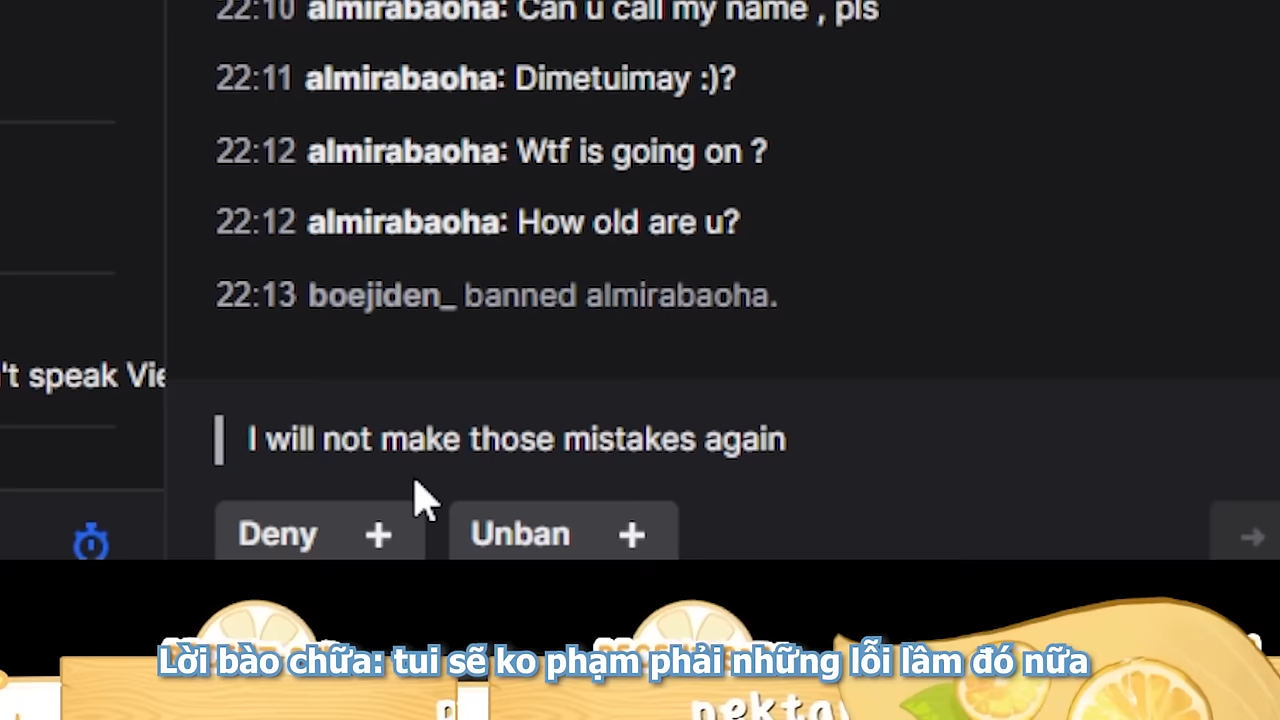 22:10 almirabaoha: Can u call my name , pls
22:11 almirabaoha: Dimetuimay :)?
22:12 almirabaoha: Wtf is going on ?
22:12 almirabaoha: How old are u?
22:13 boejiden_ banned almirabaoha.
't speak Vie
I will not make those mistakes again
Deny + Unban +
Lời bào chữa: tui sẽ ko phạm phải những lỗi lầm đó nữa
nekta